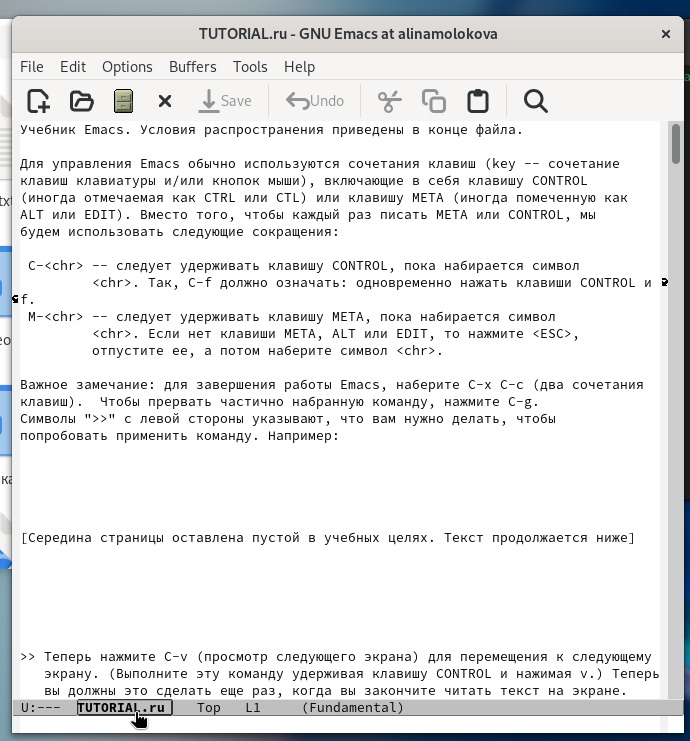 TUTORIAL.ru - GNU Emacs at alinamolokova
File Edit Options Buffers Tools Help
Save Undo
Учебник Emacs. Условия распространения приведены в конце файла.
Для управления Emacs обычно используются сочетания клавиш (key -- сочетание
клавиш клавиатуры и/или кнопок мыши), включающие в себя клавишу CONTROL
(иногда отмечаемая как CTRL или CTL) или клавишу META (иногда помеченную как
ALT или EDIT). Вместо того, чтобы каждый раз писать META или CONTROL, мы
будем использовать следующие сокращения:
C-<chr> -- следует удерживать клавишу CONTROL, пока набирается символ
<chr>. Так, C-f должно означать: одновременно нажать клавиши CONTROL и
f.
M-<chr> -- следует удерживать клавишу META, пока набирается символ
<chr>. Если нет клавиши META, ALT или EDIT, то нажмите <ESC>,
отпустите ее, а потом наберите символ <chr>.
Важное замечание: для завершения работы Emacs, наберите C-x C-c (два сочетания
клавиш).  Чтобы прервать частично набранную команду, нажмите C-g.
Символы ">>" с левой стороны указывают, что вам нужно делать, чтобы
попробовать применить команду. Например:
[Середина страницы оставлена пустой в учебных целях. Текст продолжается ниже]
>> Теперь нажмите C-v (просмотр следующего экрана) для перемещения к следующему
экрану. (Выполните эту команду удерживая клавишу CONTROL и нажимая v.) Теперь
вы должны это сделать еще раз, когда вы закончите читать текст на экране.
U:--- TUTORIAL.ru Top L1 (Fundamental)